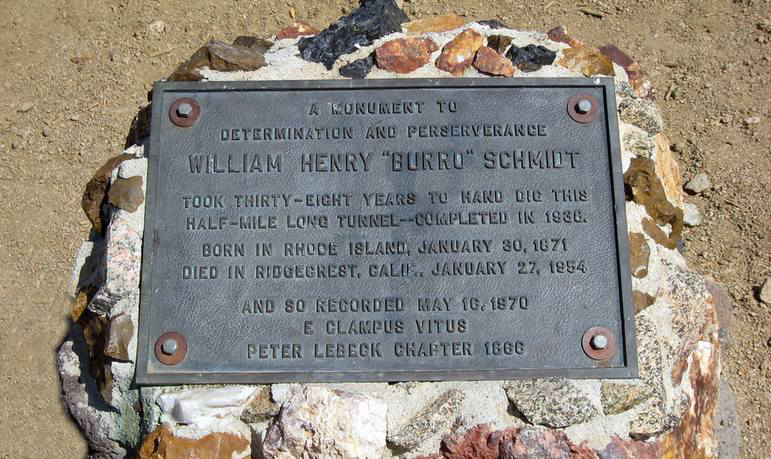 A MONUMENT TO
DETERMINATION AND PERSERVERANCE
WILLIAM HENRY "BURRO" SCHMIDT
TOOK THIRTY-EIGHT YEARS TO HAND DIG THIS
HALF-MILE LONG TUNNEL--COMPLETED IN 1938.
BORN IN RHODE ISLAND, JANUARY 30, 1871
DIED IN RIDGECREST, CALIF., JANUARY 27, 1954
AND SO RECORDED MAY 16, 1970
E CLAMPUS VITUS
PETER LEBECK CHAPTER 1866